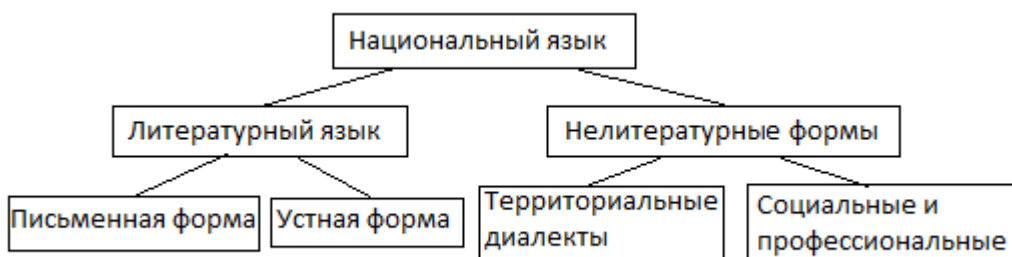 Национальный язык
Литературный язык
Нелитературные формы
Письменная форма
Устная форма
Территориальные
диалекты
Социальные и
профессиональные